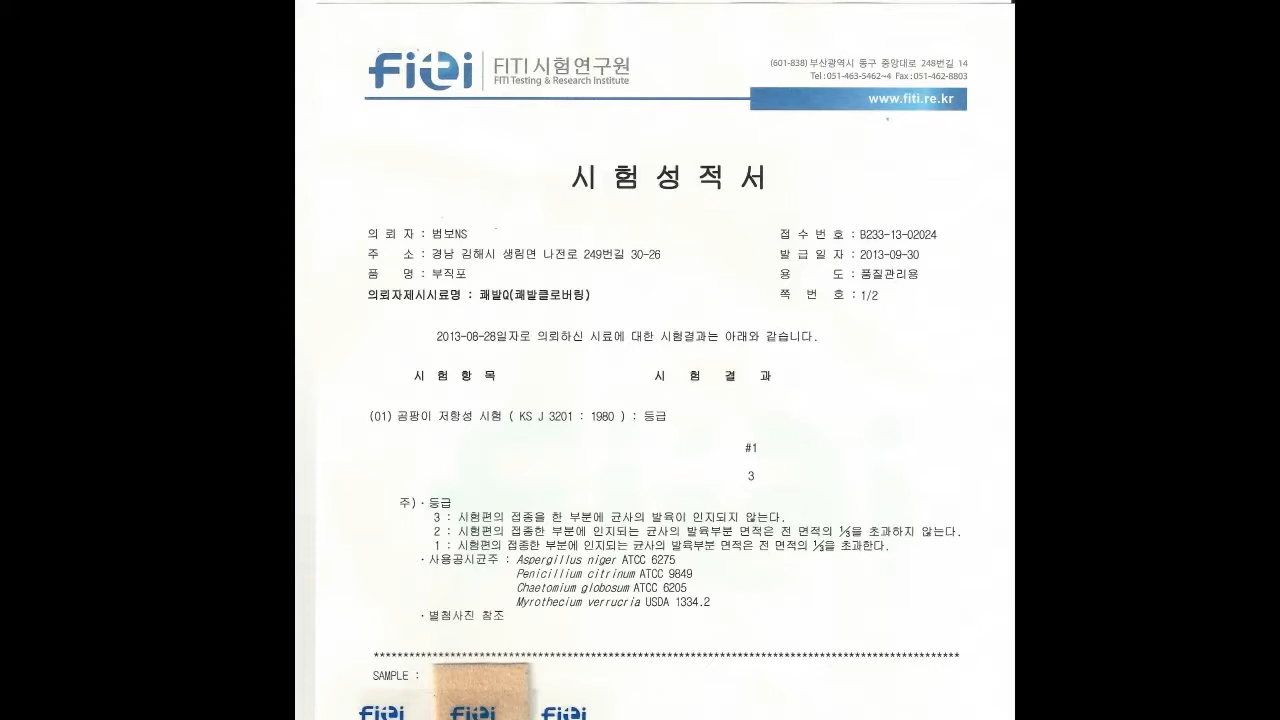 fiti FITI시험연구원
FITI Testing & Research Institute
(601-838) 부산광역시 동구 중앙대로 248번길 14
Tel:051-463-5462~4 Fax:051-462-8803
www.fiti.re.kr
시 험 성 적 서
의 뢰 자 : 범보NS
접 수 번 호 : B233-13-02024
주 소 : 경남 김해시 생림면 나전로 249번길 30-26
발 급 일 자 : 2013-09-30
품 명 : 부직포
용 도 : 품질관리용
의뢰자제시시료명 : 쾌발Q(쾌발클로버링)
쪽 번 호 : 1/2
2013-08-28일자로 의뢰하신 시료에 대한 시험결과는 아래와 같습니다.
시 험 항 목 시 험 결 과
(01) 곰팡이 저항성 시험 ( KS J 3201 : 1980 ) : 등급
#1
3
주)·등급
3 : 시험편의 접종을 한 부분에 균사의 발육이 인지되지 않는다.
2 : 시험편의 접종한 부분에 인지되는 균사의 발육부분 면적은 전 면적의 ⅓을 초과하지 않는다.
1 : 시험편의 접종한 부분에 인지되는 균사의 발육부분 면적은 전 면적의 ⅓을 초과한다.
·사용공시균주 : Aspergillus niger ATCC 6275
Penicillium citrinum ATCC 9849
Chaetomium globosum ATCC 6205
Myrothecium verrucria USDA 1334.2
·별첨사진 참조
****************************************************************************************************
SAMPLE :
fiti fiti fiti